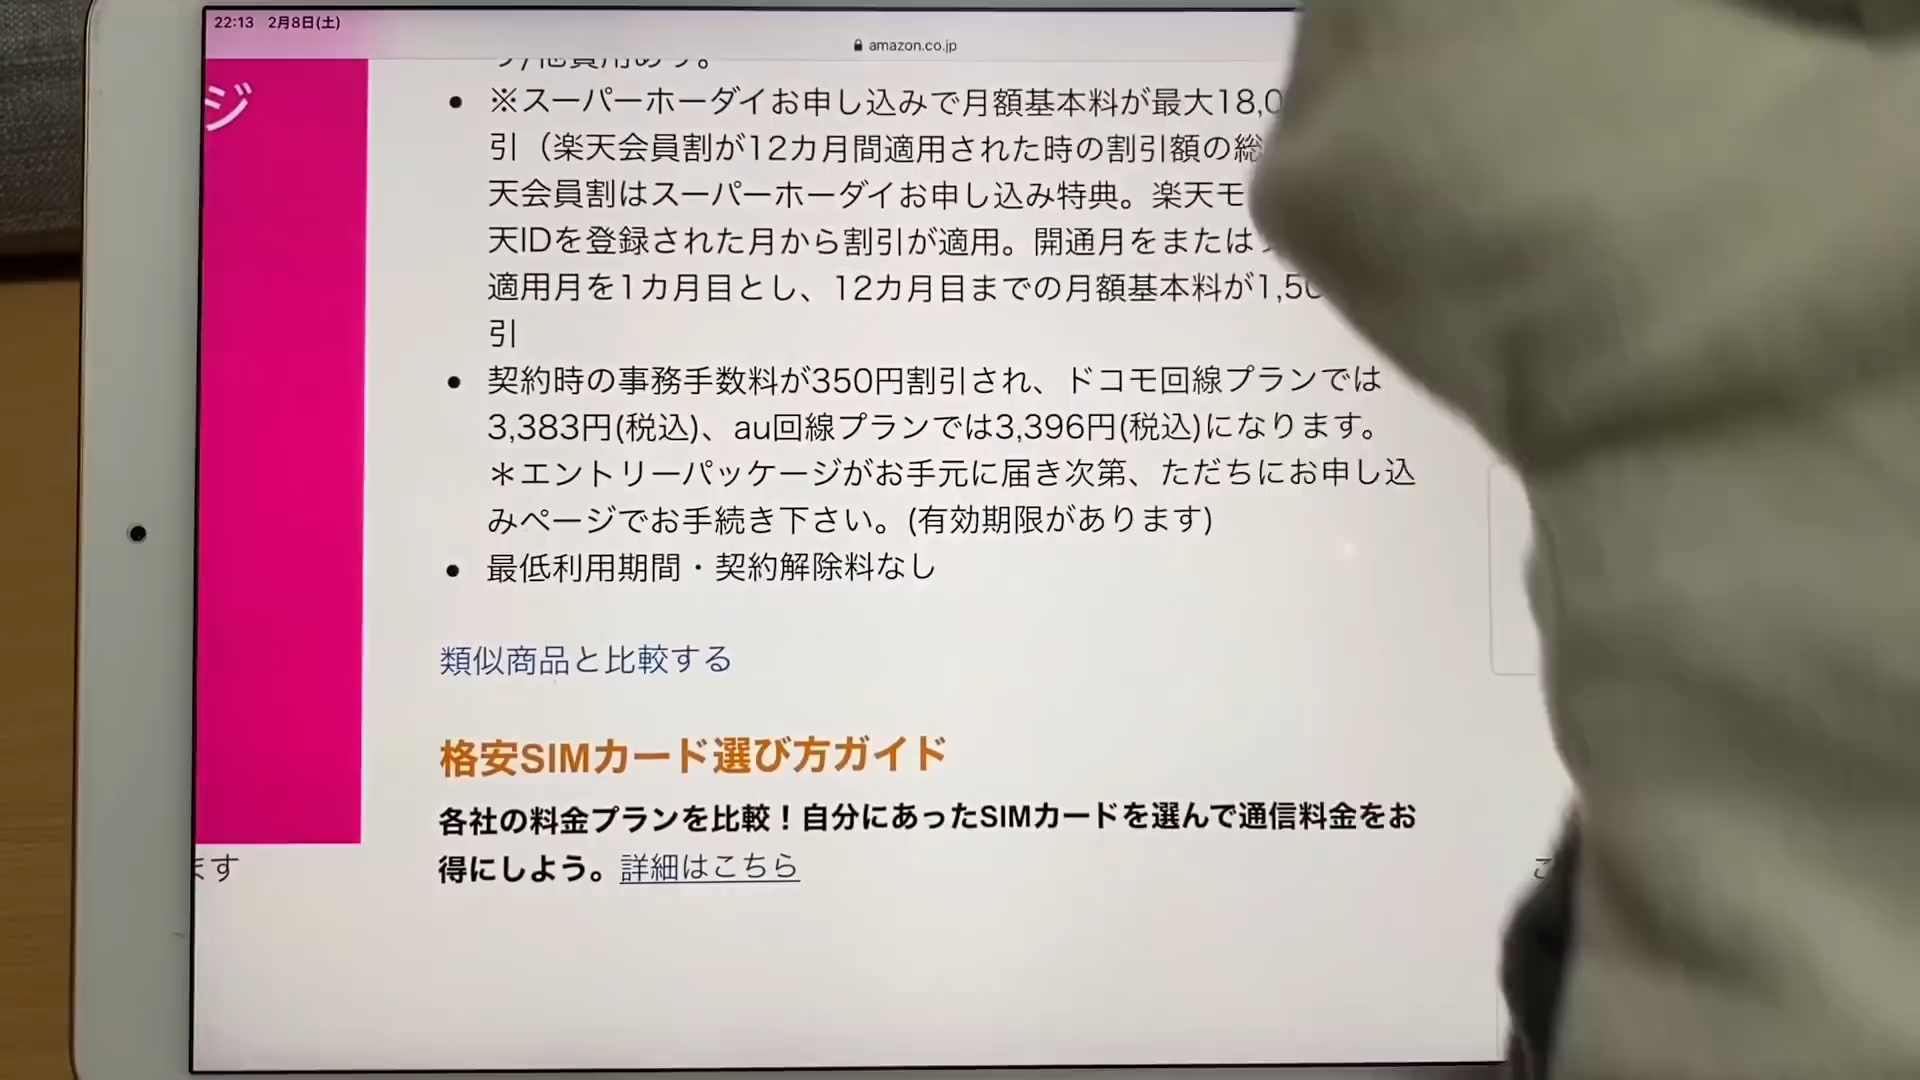 22:13 2月8日(土)
amazon.co.jp
ジ
※スーパーホーダイお申し込みで月額基本料が最大18,0
引（楽天会員割が12カ月間適用された時の割引額の総
天会員割はスーパーホーダイお申し込み特典。楽天モ
天IDを登録された月から割引が適用。開通月をまたは
適用月を1カ月目とし、12カ月目までの月額基本料が1,50
引
契約時の事務手数料が350円割引され、ドコモ回線プランでは
3,383円(税込)、au回線プランでは3,396円(税込)になります。
＊エントリーパッケージがお手元に届き次第、ただちにお申し込
みページでお手続き下さい。(有効期限があります)
最低利用期間・契約解除料なし
類似商品と比較する
格安SIMカード選び方ガイド
各社の料金プランを比較！自分にあったSIMカードを選んで通信料金をお
ます
得にしよう。詳細はこちら